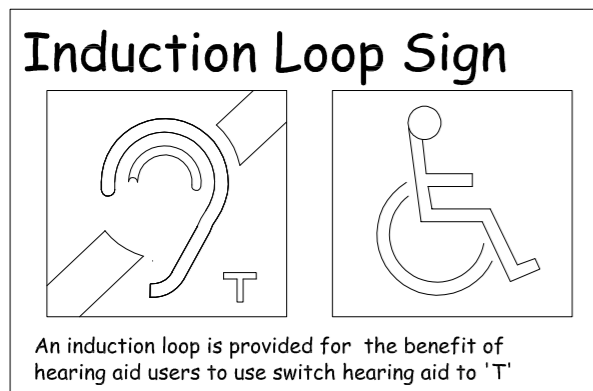 Induction Loop Sign
T
An induction loop is provided for the benefit of
hearing aid users to use switch hearing aid to 'T'